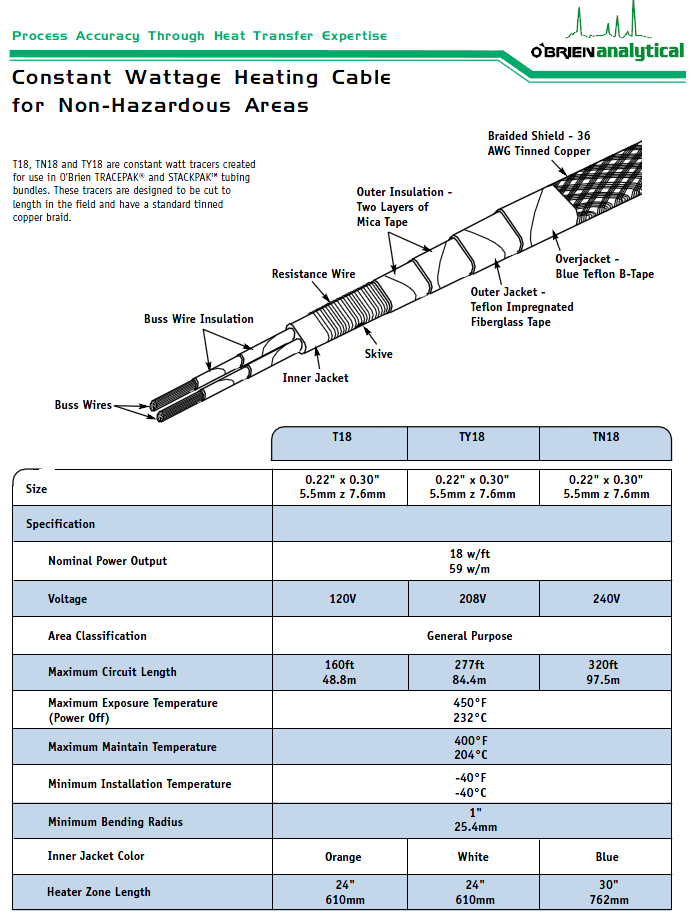 Process Accuracy Through Heat Transfer Expertise
O'BRIEN analytical
Constant Wattage Heating Cable
for Non-Hazardous Areas
T18, TN18 and TY18 are constant watt tracers created
for use in O'Brien TRACEPAK® and STACKPAK™ tubing
bundles. These tracers are designed to be cut to
length in the field and have a standard tinned
copper braid.
Braided Shield - 36
AWG Tinned Copper
Outer Insulation -
Two Layers of
Mica Tape
Overjacket -
Blue Teflon B-Tape
Resistance Wire
Outer Jacket -
Teflon Impregnated
Fiberglass Tape
Buss Wire Insulation
Skive
Inner Jacket
Buss Wires
T18 TY18 TN18
Size
0.22" x 0.30" 0.22" x 0.30" 0.22" x 0.30"
5.5mm z 7.6mm 5.5mm z 7.6mm 5.5mm z 7.6mm
Specification
Nominal Power Output
18 w/ft
59 w/m
Voltage 120V 208V 240V
Area Classification General Purpose
Maximum Circuit Length
160ft 277ft 320ft
48.8m 84.4m 97.5m
Maximum Exposure Temperature
(Power Off)
450°F
232°C
Maximum Maintain Temperature
400°F
204°C
Minimum Installation Temperature
-40°F
-40°C
Minimum Bending Radius
1"
25.4mm
Inner Jacket Color Orange White Blue
Heater Zone Length
24" 24" 30"
610mm 610mm 762mm